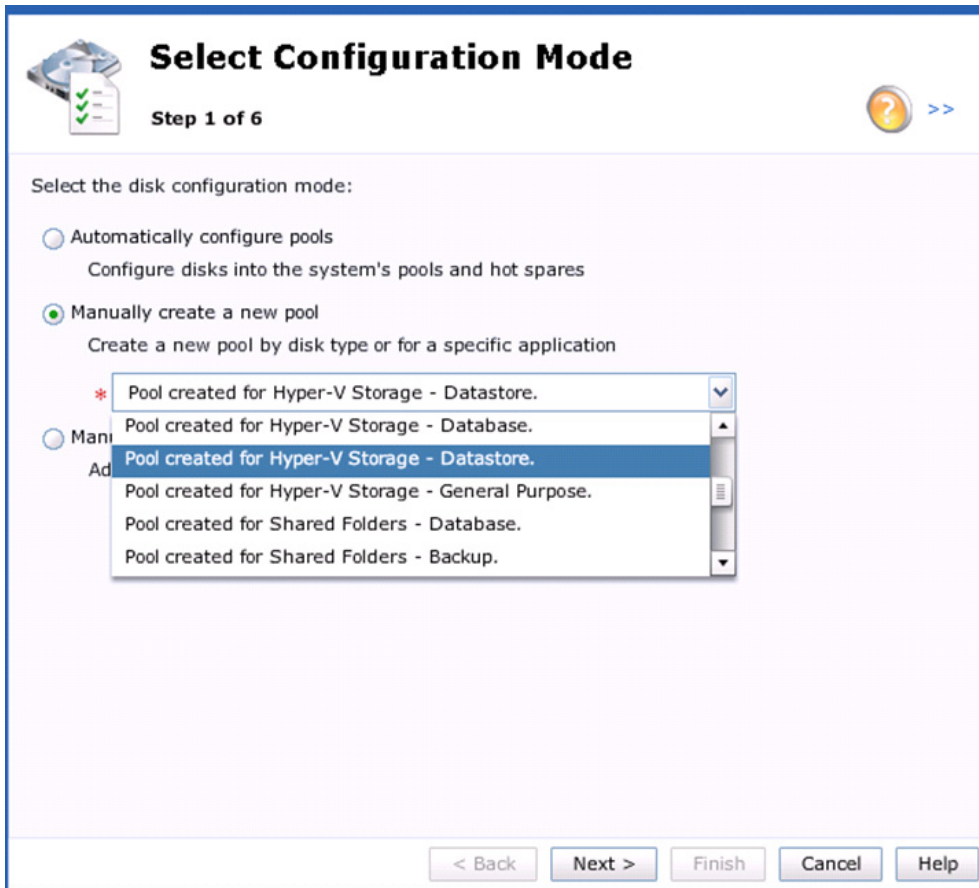 Select Configuration Mode
Step 1 of 6
? >>
Select the disk configuration mode:
Automatically configure pools
Configure disks into the system's pools and hot spares
Manually create a new pool
Create a new pool by disk type or for a specific application
* Pool created for Hyper-V Storage - Datastore.
Pool created for Hyper-V Storage - Database.
Pool created for Hyper-V Storage - Datastore.
Pool created for Hyper-V Storage - General Purpose.
Pool created for Shared Folders - Database.
Pool created for Shared Folders - Backup.
Ad
< Back Next > Finish Cancel Help